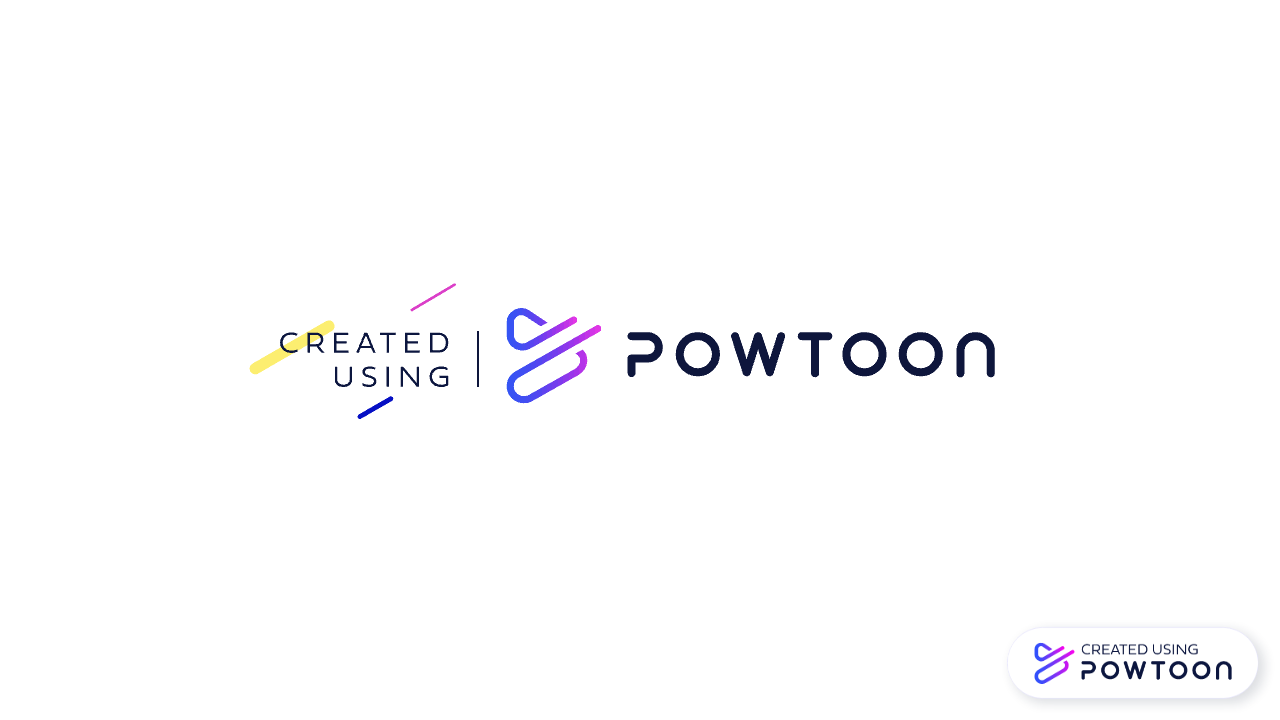 CREATED
USING
POWTOON
CREATED USING
POWTOON